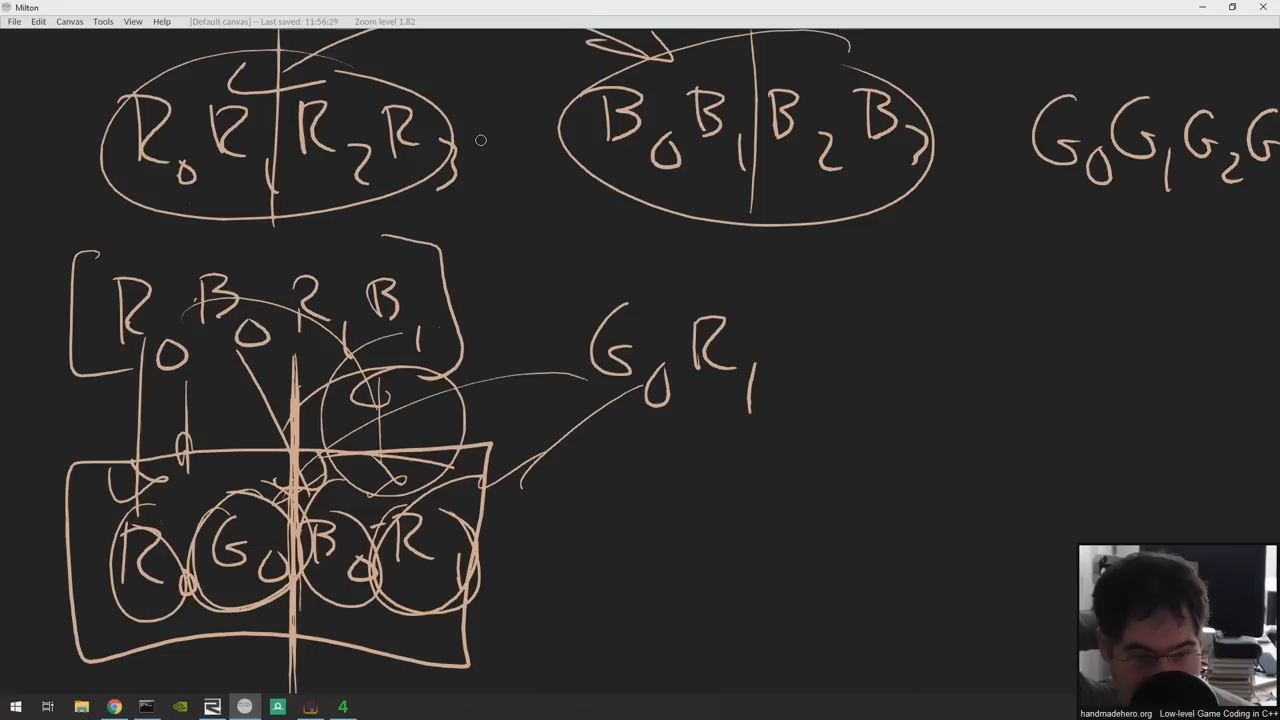 Milton
File Edit Canvas Tools View Help [Default canvas] -- Last saved: 11:56:29 Zoom level 1.82
R0 R1 R2 R3 B0 B1 B2 B3 G0 G1 G2 G
R0 B0 R1 B1
G0 R1
R0 G0 B0 R1
4
handmadehero.org Low-level Game Coding in C++